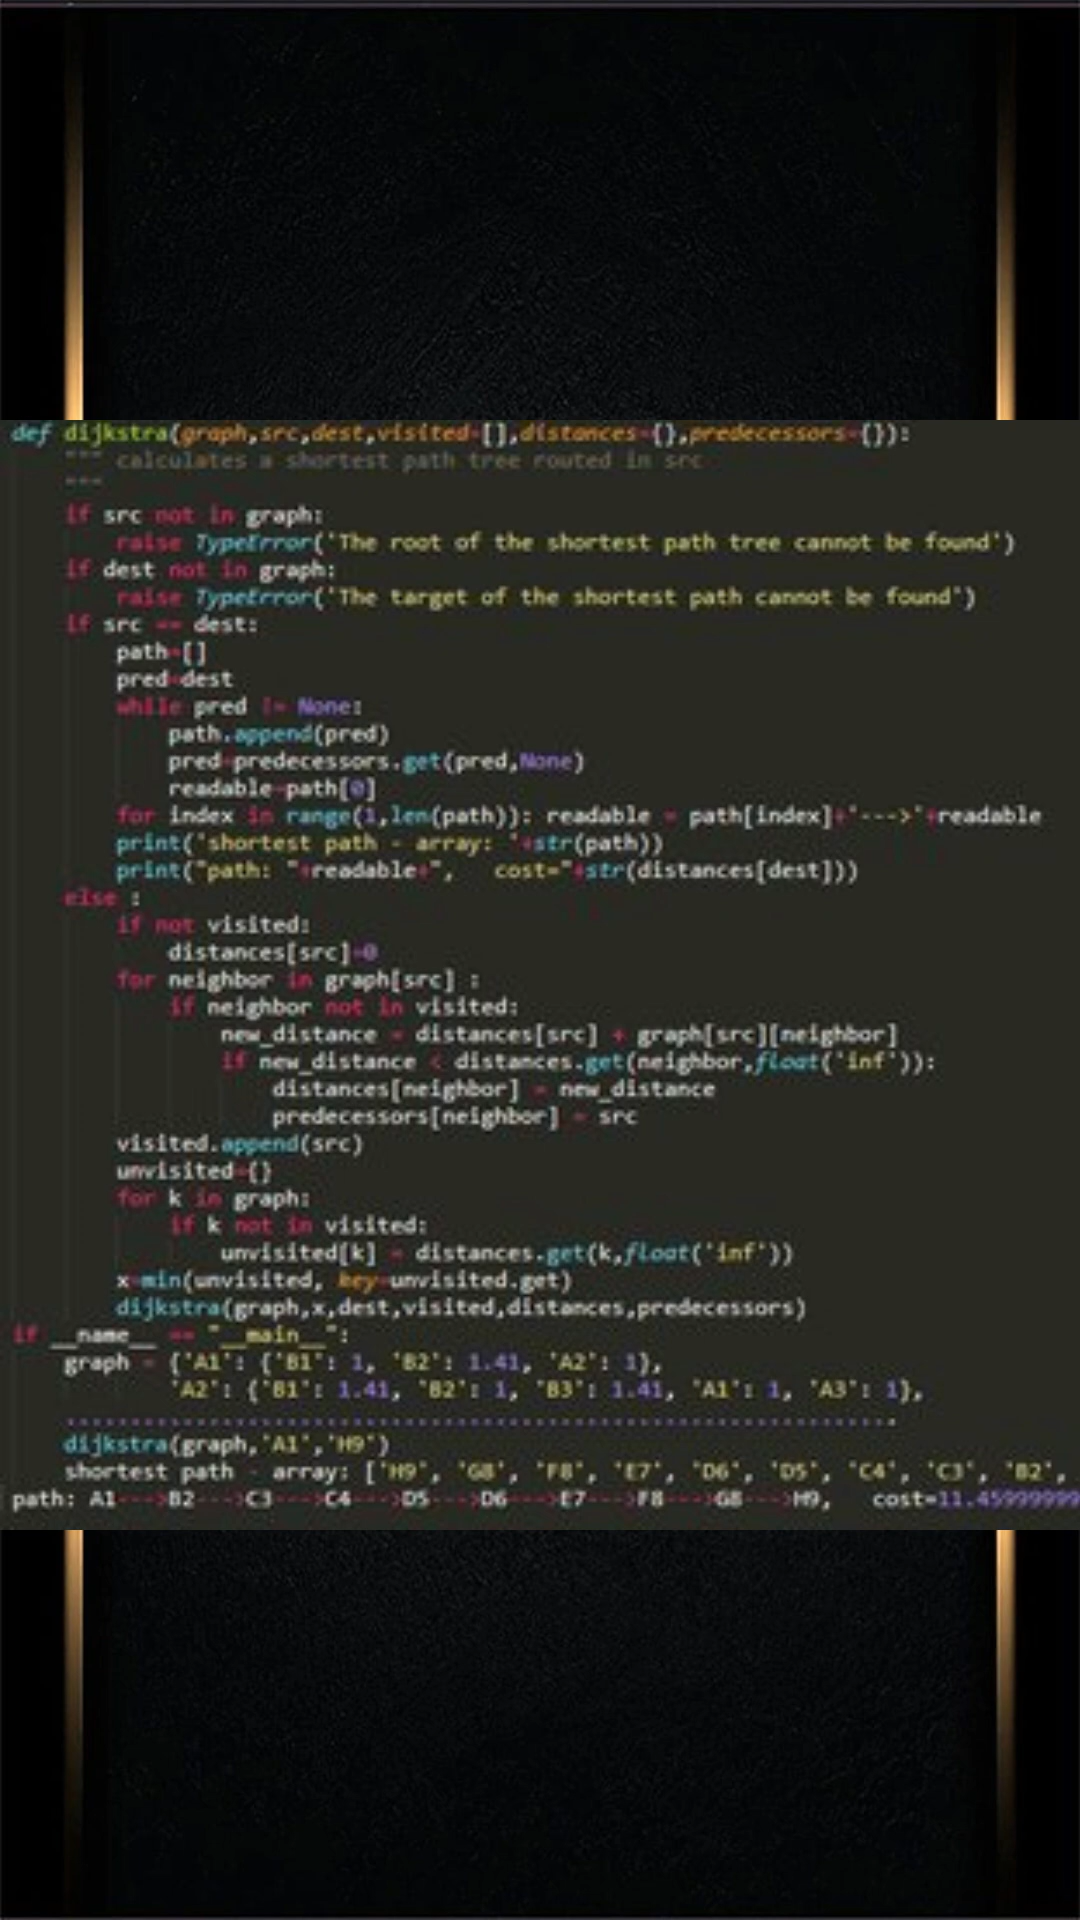 def dijkstra(graph,src,dest,visited=[],distances={},predecessors={}):
""" calculates a shortest path tree routed in src
"""
if src not in graph:
raise TypeError('The root of the shortest path tree cannot be found')
if dest not in graph:
raise TypeError('The target of the shortest path cannot be found')
if src == dest:
path=[]
pred=dest
while pred != None:
path.append(pred)
pred=predecessors.get(pred,None)
readable=path[0]
for index in range(1,len(path)): readable = path[index]+'--->'+readable
print('shortest path - array: '+str(path))
print("path: "+readable+",   cost="+str(distances[dest]))
else :
if not visited:
distances[src]=0
for neighbor in graph[src] :
if neighbor not in visited:
new_distance = distances[src] + graph[src][neighbor]
if new_distance < distances.get(neighbor,float('inf')):
distances[neighbor] = new_distance
predecessors[neighbor] = src
visited.append(src)
unvisited={}
for k in graph:
if k not in visited:
unvisited[k] = distances.get(k,float('inf'))
x=min(unvisited, key=unvisited.get)
dijkstra(graph,x,dest,visited,distances,predecessors)
if __name__ == "__main__":
graph = {'A1': {'B1': 1, 'B2': 1.41, 'A2': 1},
'A2': {'B1': 1.41, 'B2': 1, 'B3': 1.41, 'A1': 1, 'A3': 1},
................................................................
dijkstra(graph,'A1','H9')
shortest path - array: ['H9', 'G8', 'F8', 'E7', 'D6', 'D5', 'C4', 'C3', 'B2',
path: A1--->B2--->C3--->C4--->D5--->D6--->E7--->F8--->G8--->H9,   cost=11.45999999